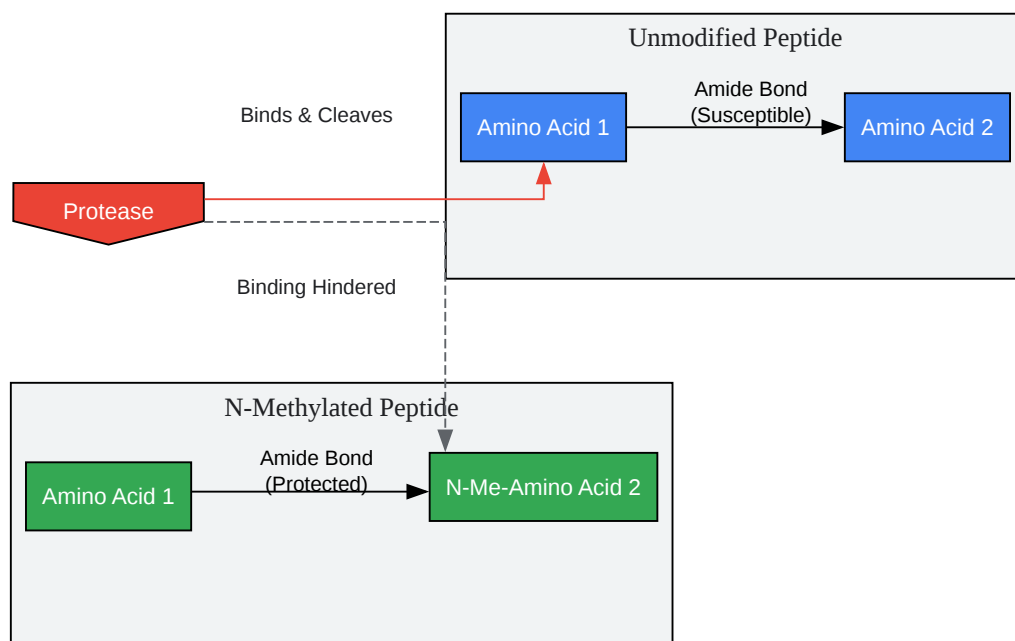 Unmodified Peptide
Amide Bond
(Susceptible)
Amino Acid 1
Amino Acid 2
Binds & Cleaves
Protease
Binding Hindered
N-Methylated Peptide
Amide Bond
(Protected)
Amino Acid 1
N-Me-Amino Acid 2